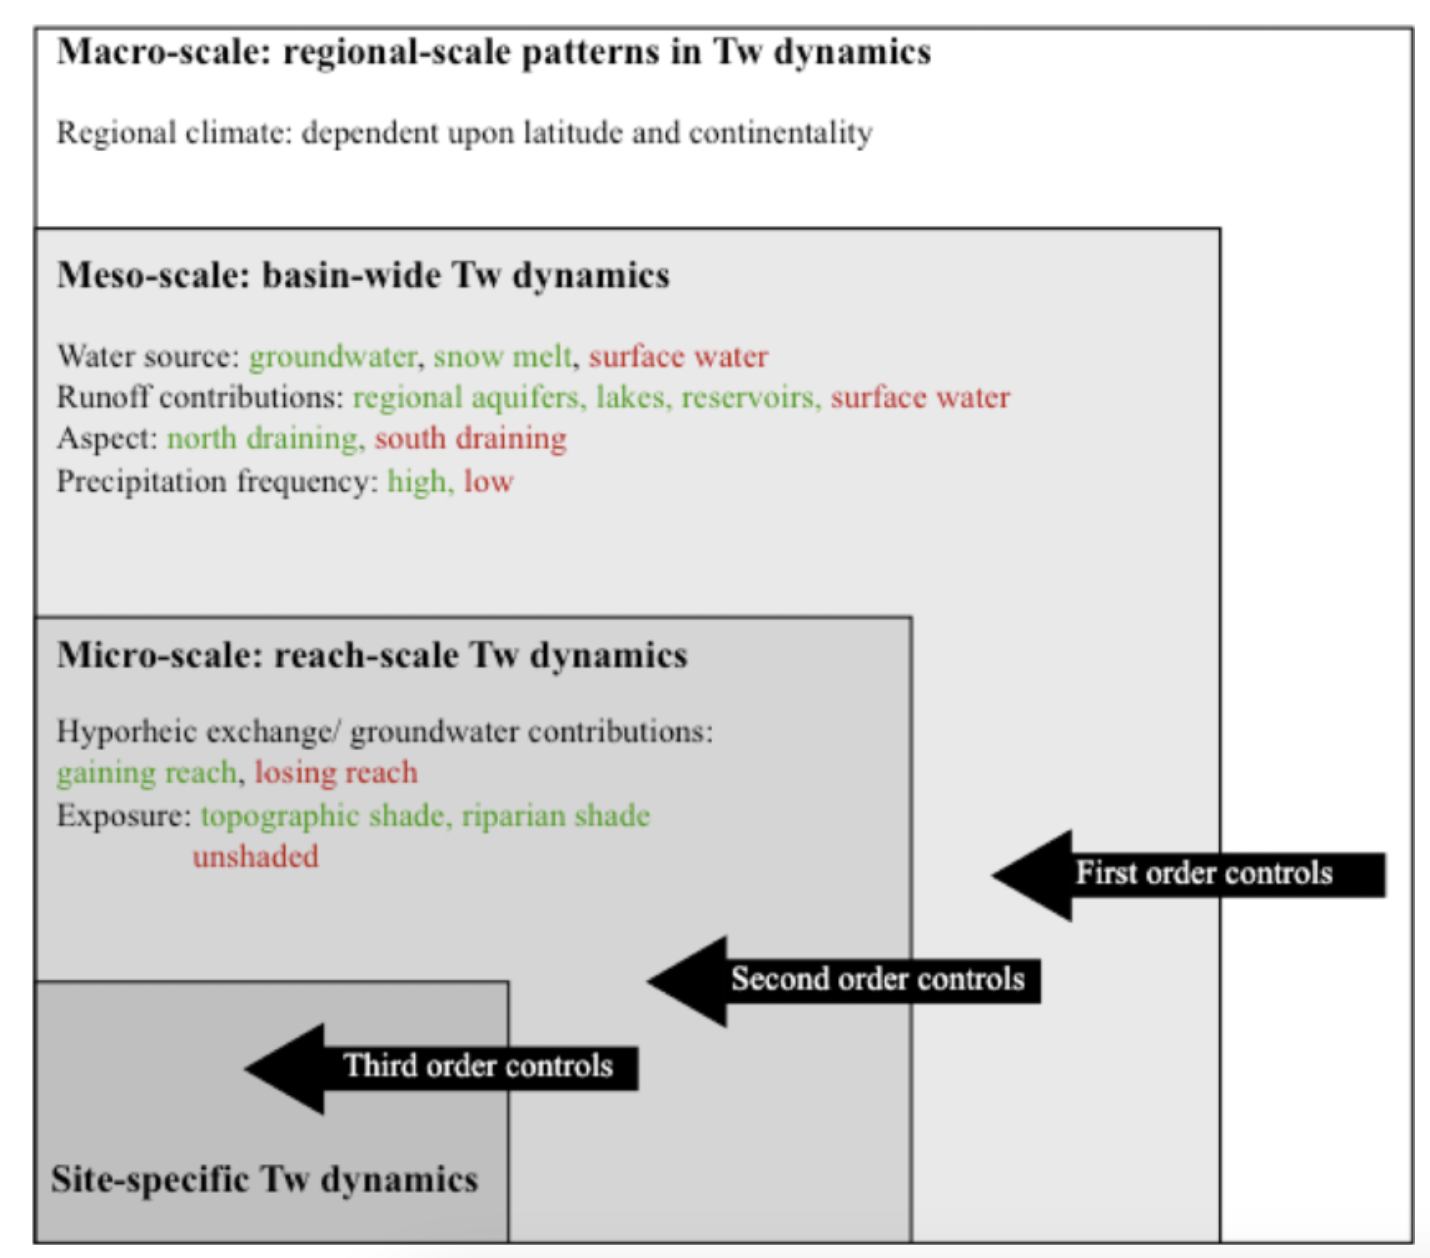 Macro-scale: regional-scale patterns in Tw dynamics
Regional climate: dependent upon latitude and continentality
Meso-scale: basin-wide Tw dynamics
Water source: groundwater, snow melt, surface water
Runoff contributions: regional aquifers, lakes, reservoirs, surface water
Aspect: north draining, south draining
Precipitation frequency: high, low
Micro-scale: reach-scale Tw dynamics
Hyporheic exchange/ groundwater contributions:
gaining reach, losing reach
Exposure: topographic shade, riparian shade
unshaded
First order controls
Second order controls
Third order controls
Site-specific Tw dynamics